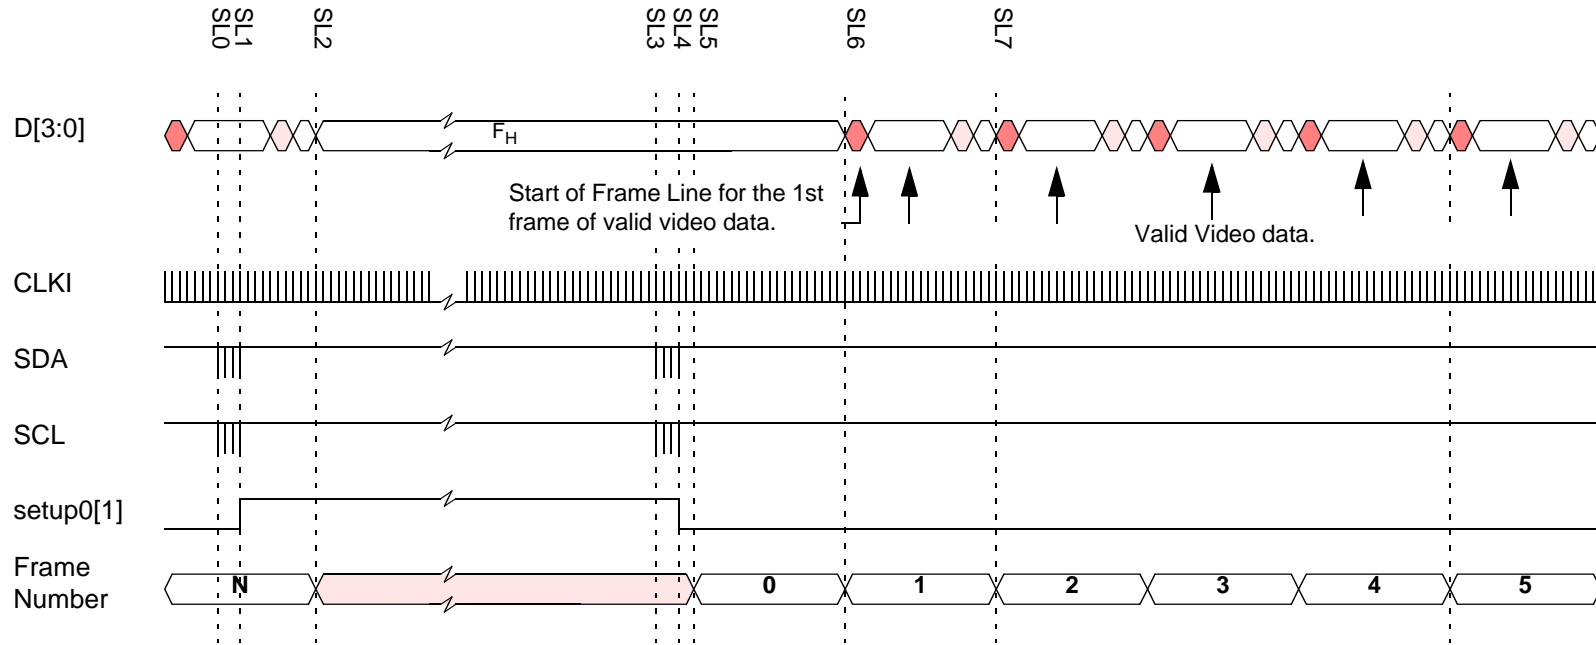 SL0 SL1 SL2 SL3 SL4 SL5 SL6 SL7
D[3:0]
FH
Start of Frame Line for the 1st
frame of valid video data.
Valid Video data.
CLKI
SDA
SCL
setup0[1]
Frame
Number
N 0 1 2 3 4 5